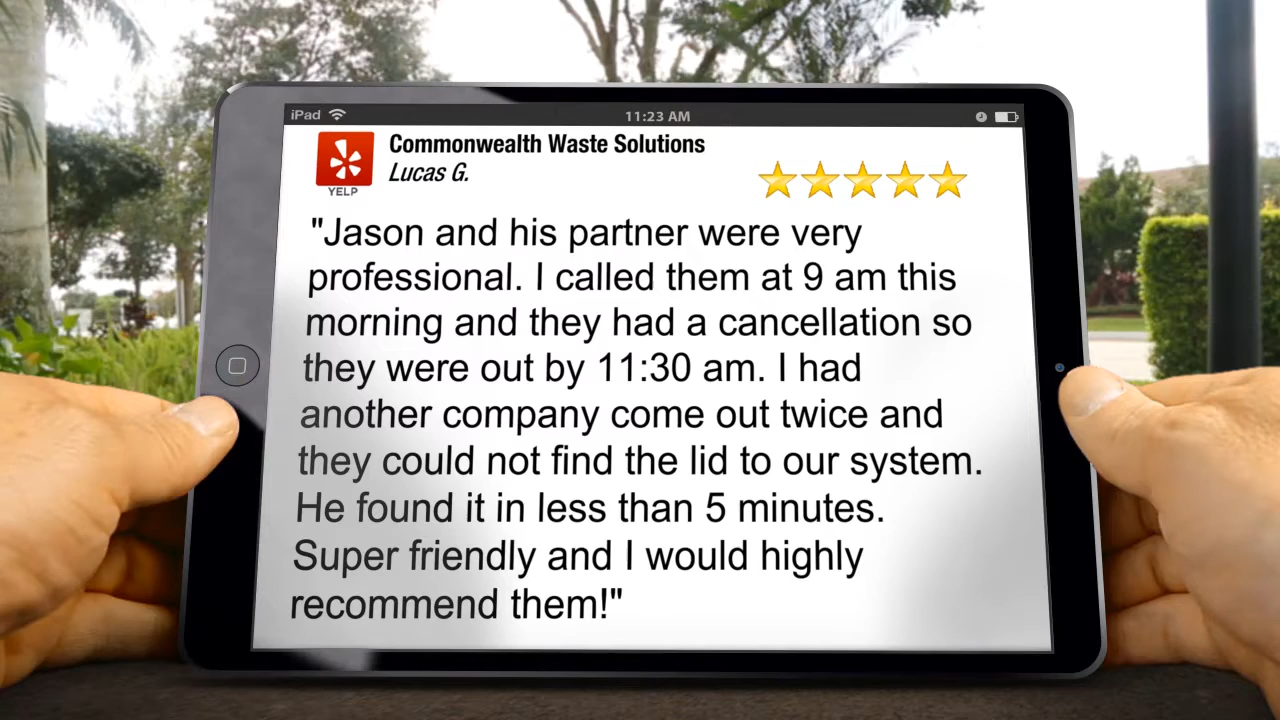 iPad
11:23 AM
YELP
Commonwealth Waste Solutions
Lucas G.
"Jason and his partner were very
professional. I called them at 9 am this
morning and they had a cancellation so
they were out by 11:30 am. I had
another company come out twice and
they could not find the lid to our system.
He found it in less than 5 minutes.
Super friendly and I would highly
recommend them!"